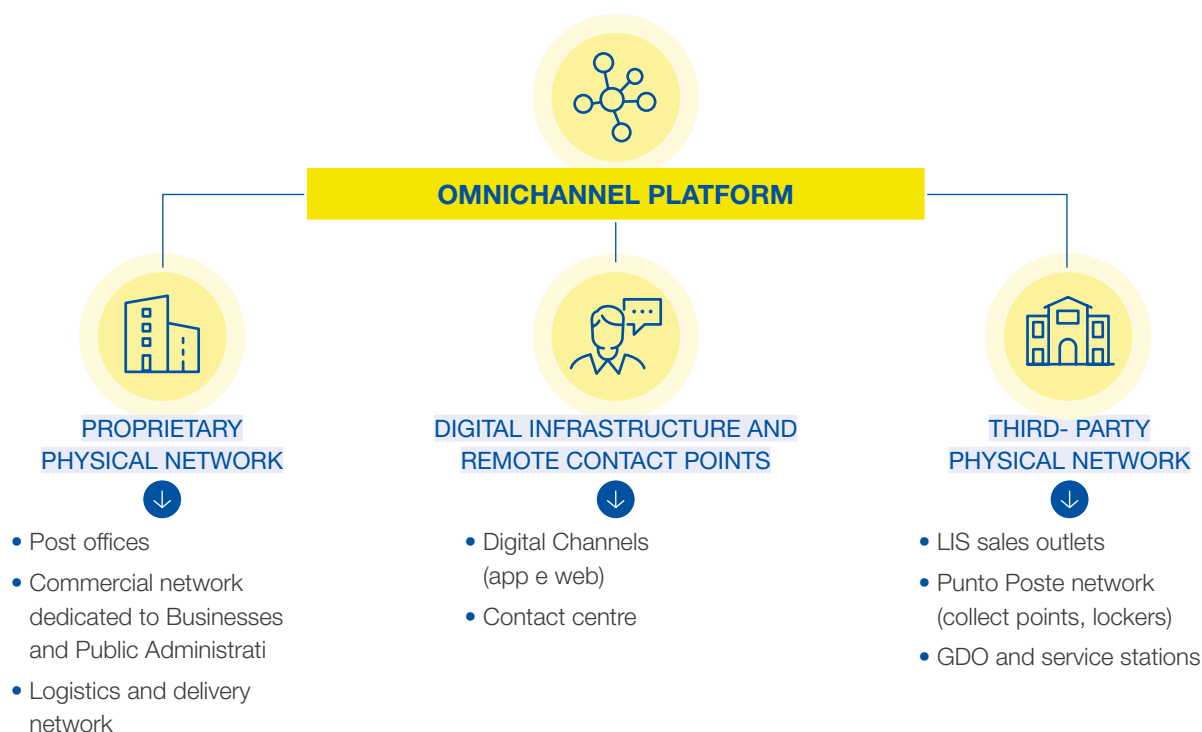 OMNICHANNEL PLATFORM
PROPRIETARY
PHYSICAL NETWORK
• Post offices
• Commercial network
dedicated to Businesses
and Public Administrati
• Logistics and delivery
network
DIGITAL INFRASTRUCTURE AND
REMOTE CONTACT POINTS
• Digital Channels
(app e web)
• Contact centre
THIRD- PARTY
PHYSICAL NETWORK
• LIS sales outlets
• Punto Poste network
(collect points, lockers)
• GDO and service stations